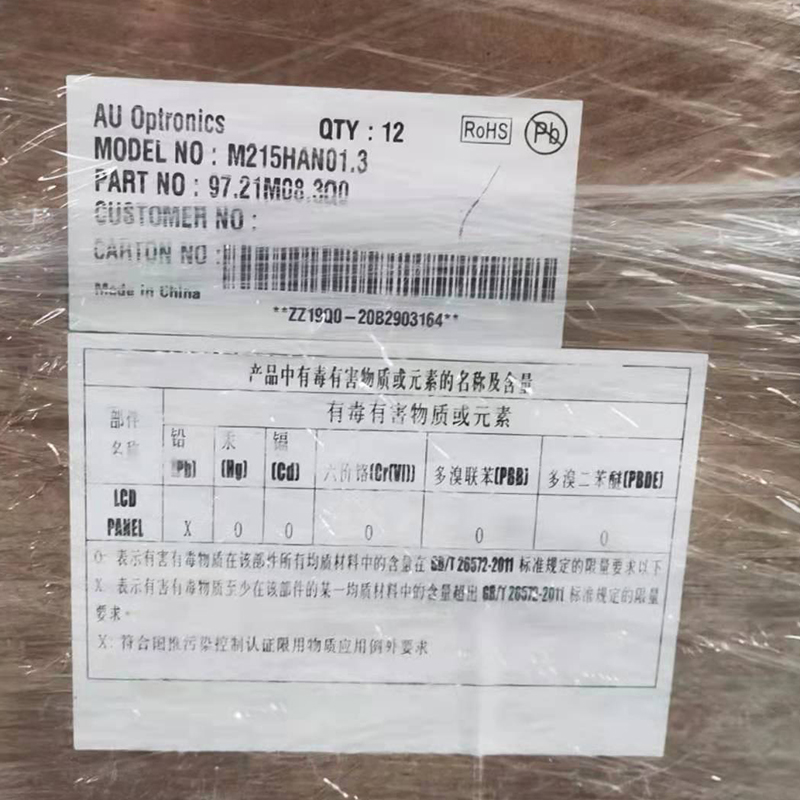 AU Optronics
QTY : 12
RoHS
Pb
MODEL NO : M215HAN01.3
PART NO : 97.21M08.3Q0
CUSTOMER NO :
CARTON NO :
Made in China
**ZZ19Q0-20B2903164**
产品中有毒有害物质或元素的名称及含量
部件
名称
有毒有害物质或元素
铅
(Pb)
汞
(Hg)
镉
(Cd)
六价铬(Cr(VI))
多溴联苯(PBB)
多溴二苯醚(PBDE)
LCD
PANEL
X
O
O
O
O
O
O: 表示有害有毒物质在该部件所有均质材料中的含量在 GB/T 26572-2011 标准规定的限量要求以下
X: 表示有害有毒物质至少在该部件的某一均质材料中的含量超出 GB/T 26572-2011 标准规定的限量
要求。
X: 符合国推污染控制认证限用物质应用例外要求